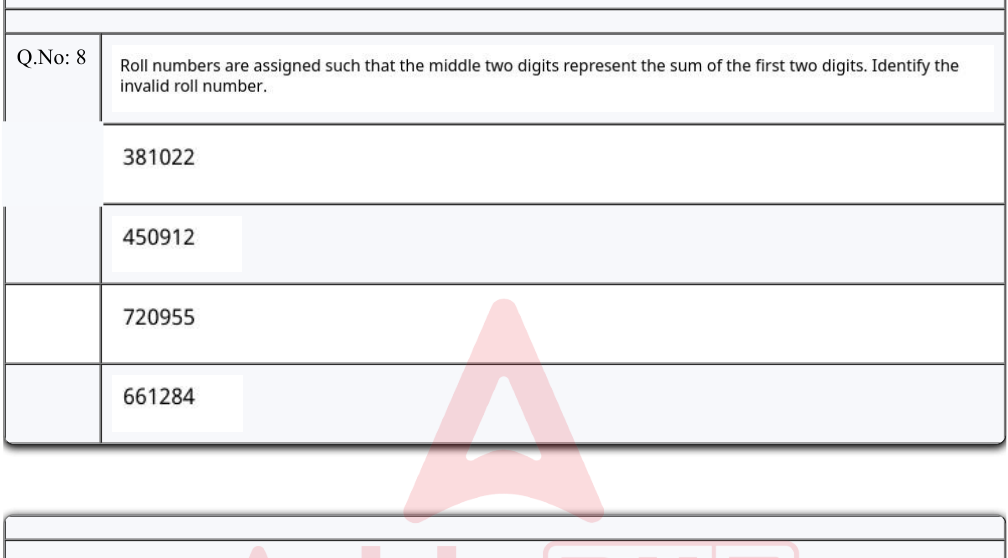 Q.No: 8
Roll numbers are assigned such that the middle two digits represent the sum of the first two digits. Identify the
invalid roll number.
381022
450912
720955
661284